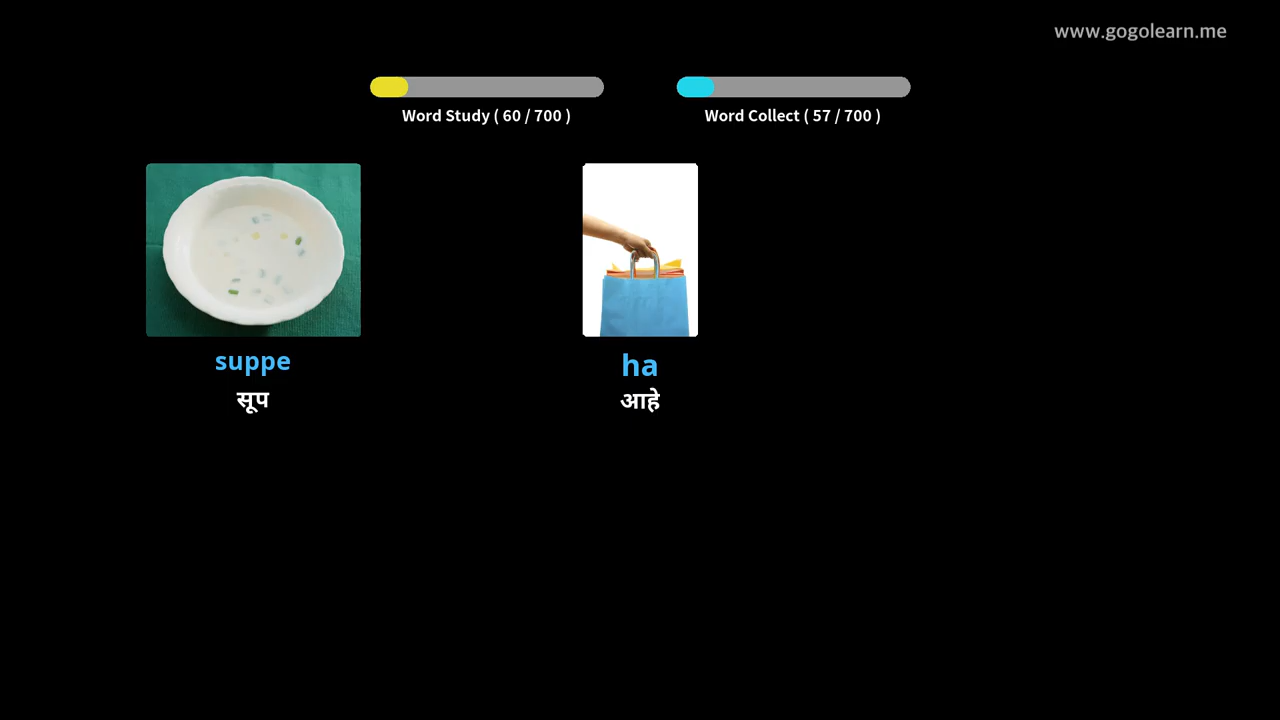 www.gogolearn.me
Word Study ( 60 / 700 )
Word Collect ( 57 / 700 )
suppe
सूप
ha
आहे